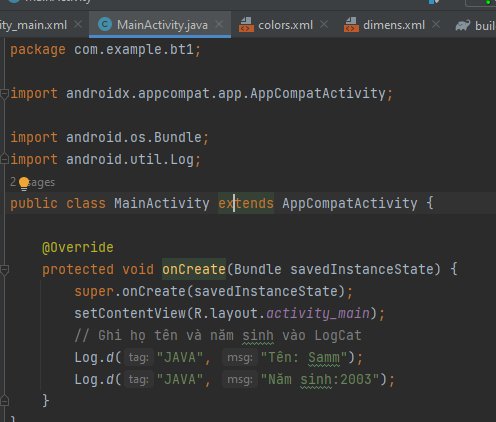 MainActivity
ity_main.xml × MainActivity.java × colors.xml × dimens.xml × buil
package com.example.bt1;
import androidx.appcompat.app.AppCompatActivity;
import android.os.Bundle;
import android.util.Log;
2 usages
public class MainActivity extends AppCompatActivity {
@Override
protected void onCreate(Bundle savedInstanceState) {
super.onCreate(savedInstanceState);
setContentView(R.layout.activity_main);
// Ghi họ tên và năm sinh vào LogCat
Log.d( tag: "JAVA", msg: "Tên: Samm");
Log.d( tag: "JAVA", msg: "Năm sinh:2003");
}
}